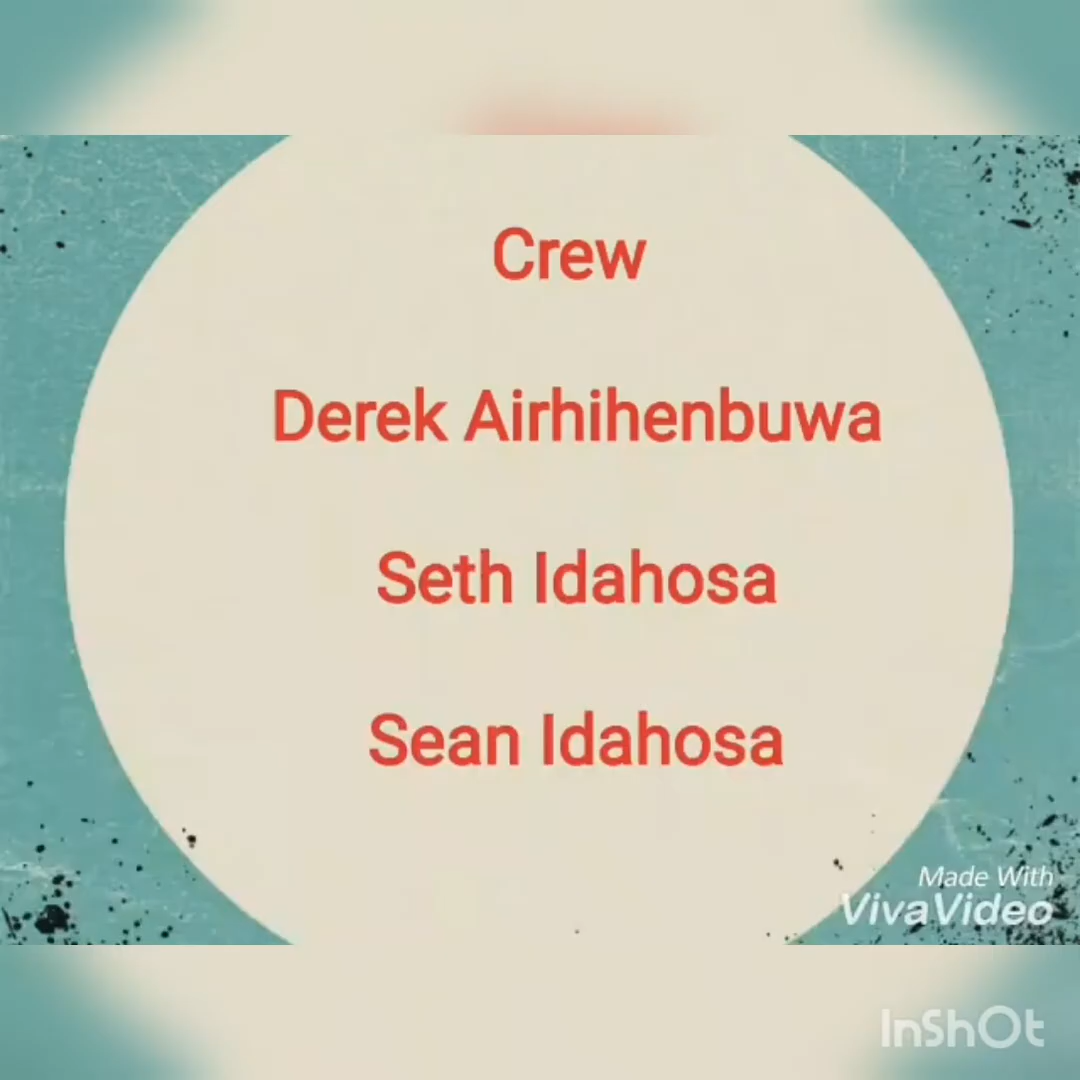 Crew
Derek Airhihenbuwa
Seth Idahosa
Sean Idahosa
Made With
VivaVideo
InShOt